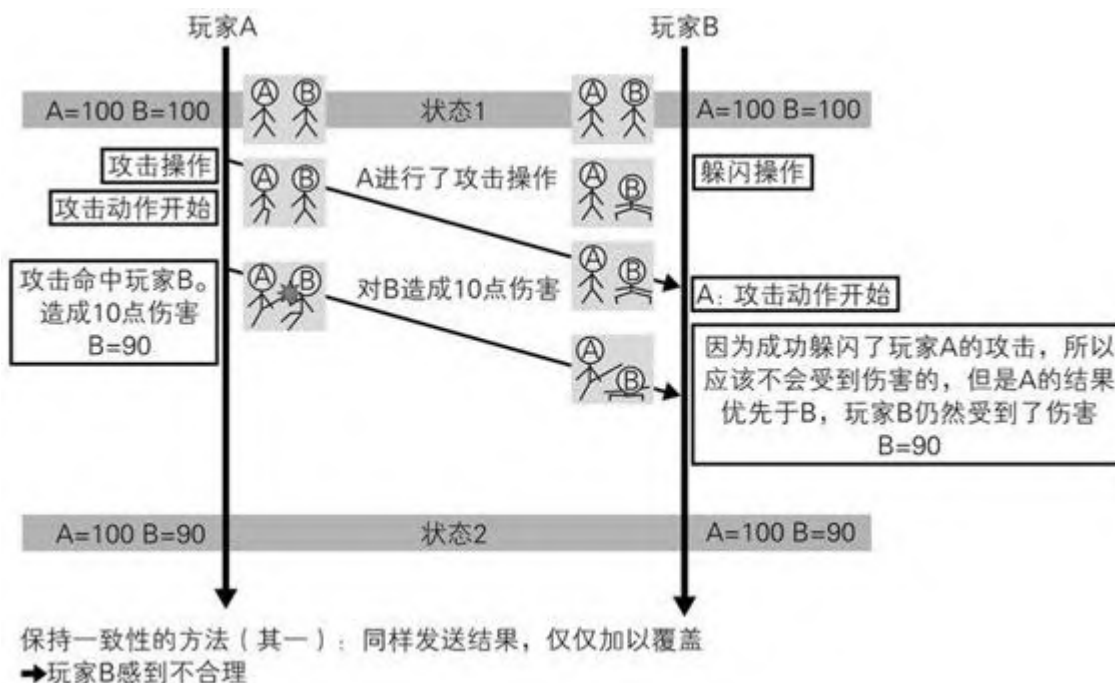 玩家A
玩家B
A=100 B=100
A B
状态1
A B
A=100 B=100
攻击操作
A B
A进行了攻击操作
A B
躲闪操作
攻击动作开始
攻击命中玩家B。
造成10点伤害
B=90
A B
对B造成10点伤害
A B
A：攻击动作开始
A B
因为成功躲闪了玩家A的攻击，所以
应该不会受到伤害的，但是A的结果
优先于B，玩家B仍然受到了伤害
B=90
A=100 B=90
状态2
A=100 B=90
保持一致性的方法（其一）：同样发送结果，仅仅加以覆盖
➡玩家B感到不合理